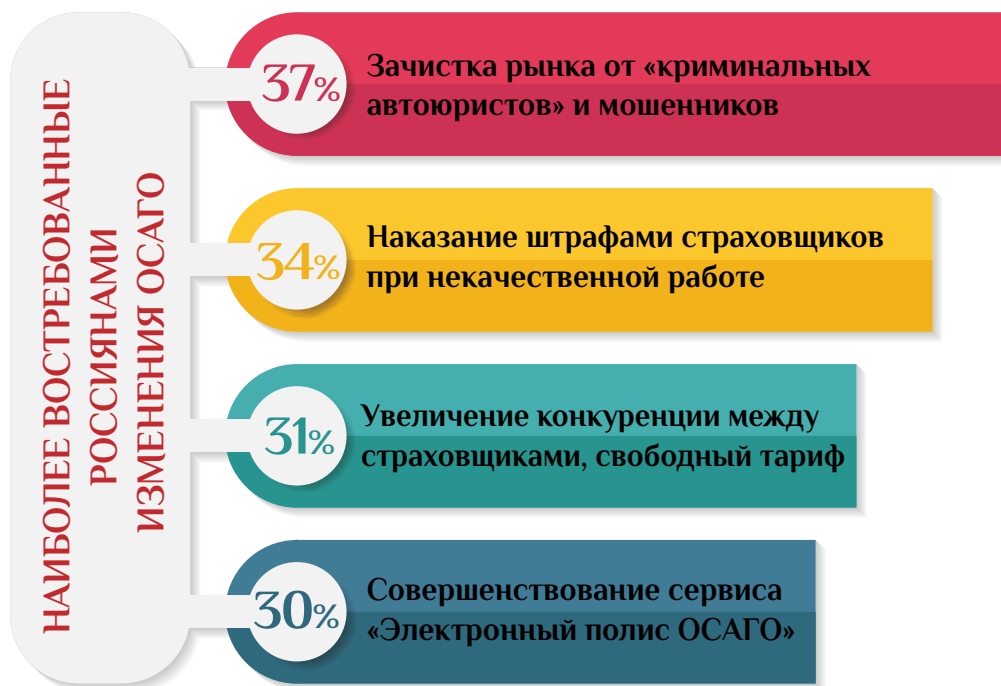 НАИБОЛЕЕ ВОСТРЕБОВАННЫЕ
РОССИЯНАМИ
ИЗМЕНЕНИЯ ОСАГО
37%
Зачистка рынка от «криминальных
автоюристов» и мошенников
34%
Наказание штрафами страховщиков
при некачественной работе
31%
Увеличение конкуренции между
страховщиками, свободный тариф
30%
Совершенствование сервиса
«Электронный полис ОСАГО»